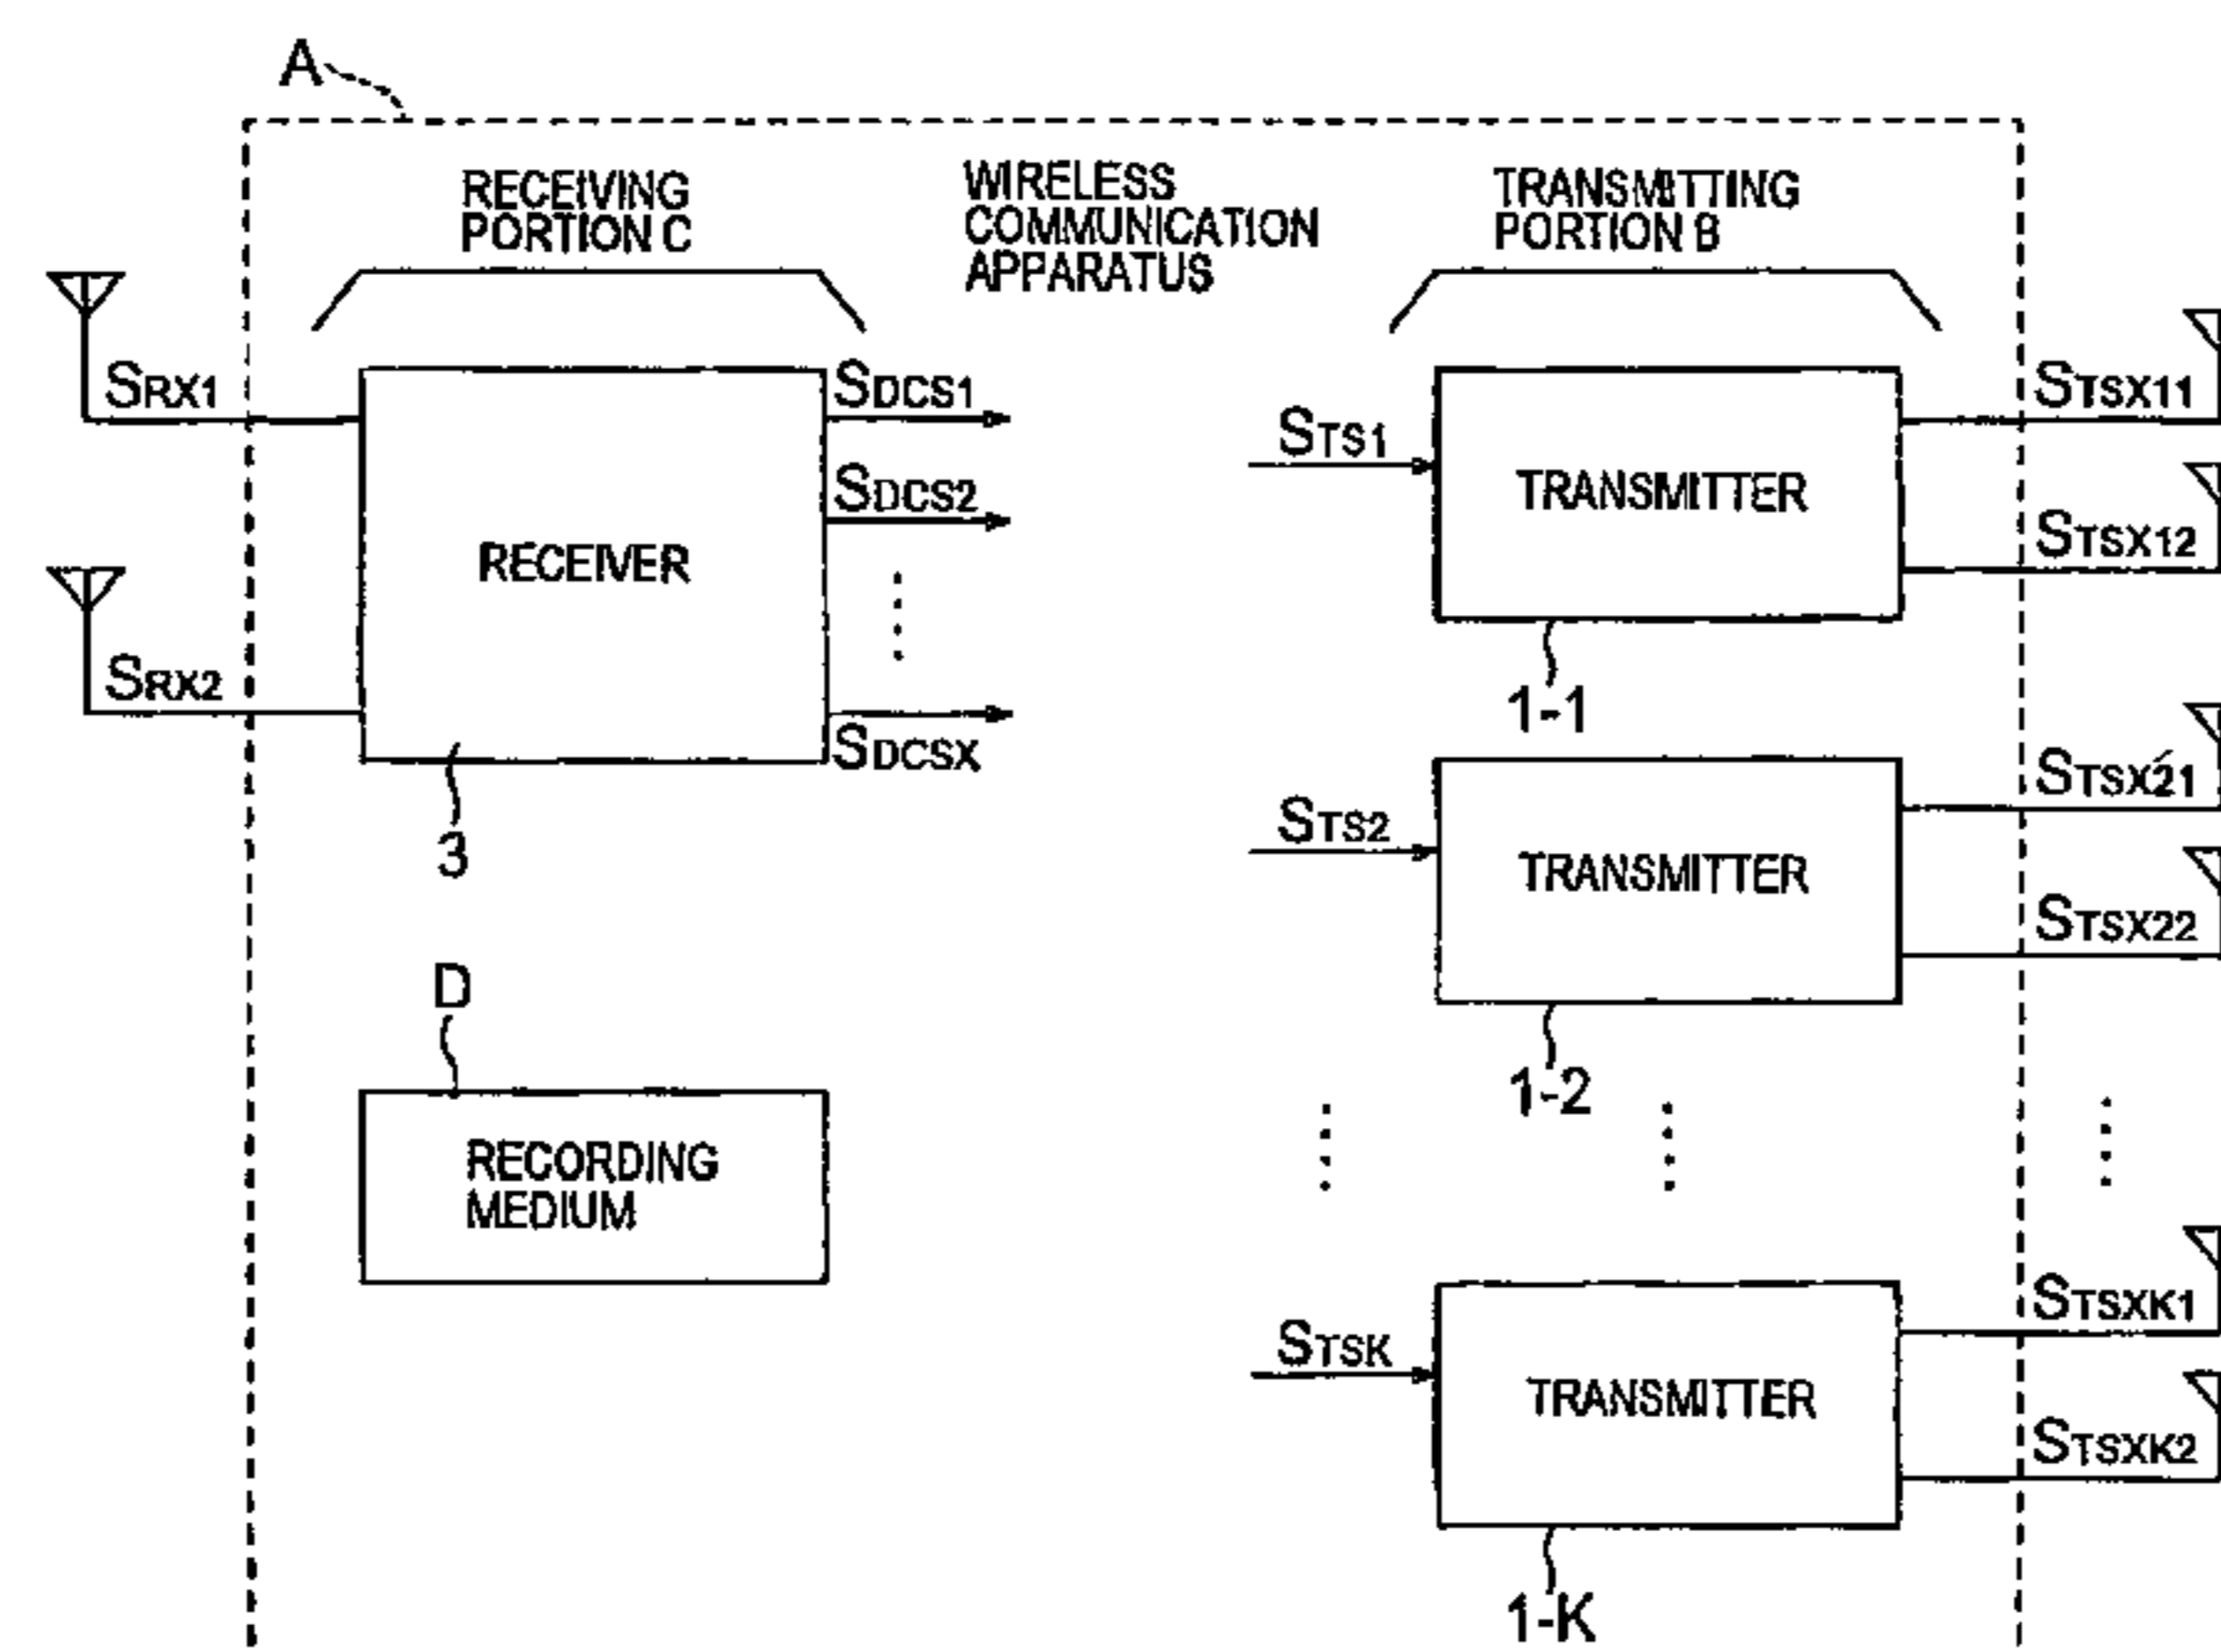 A
RECEIVING
PORTION C
WIRELESS
COMMUNICATION
APPARATUS
TRANSMITTING
PORTION B
SRX1
SRX2
RECEIVER
3
SDCS1
SDCS2
SDCSX
D
RECORDING
MEDIUM
STS1
TRANSMITTER
1-1
STSX11
STSX12
STS2
TRANSMITTER
1-2
STSX21
STSX22
STSK
TRANSMITTER
1-K
STSXK1
STSXK2